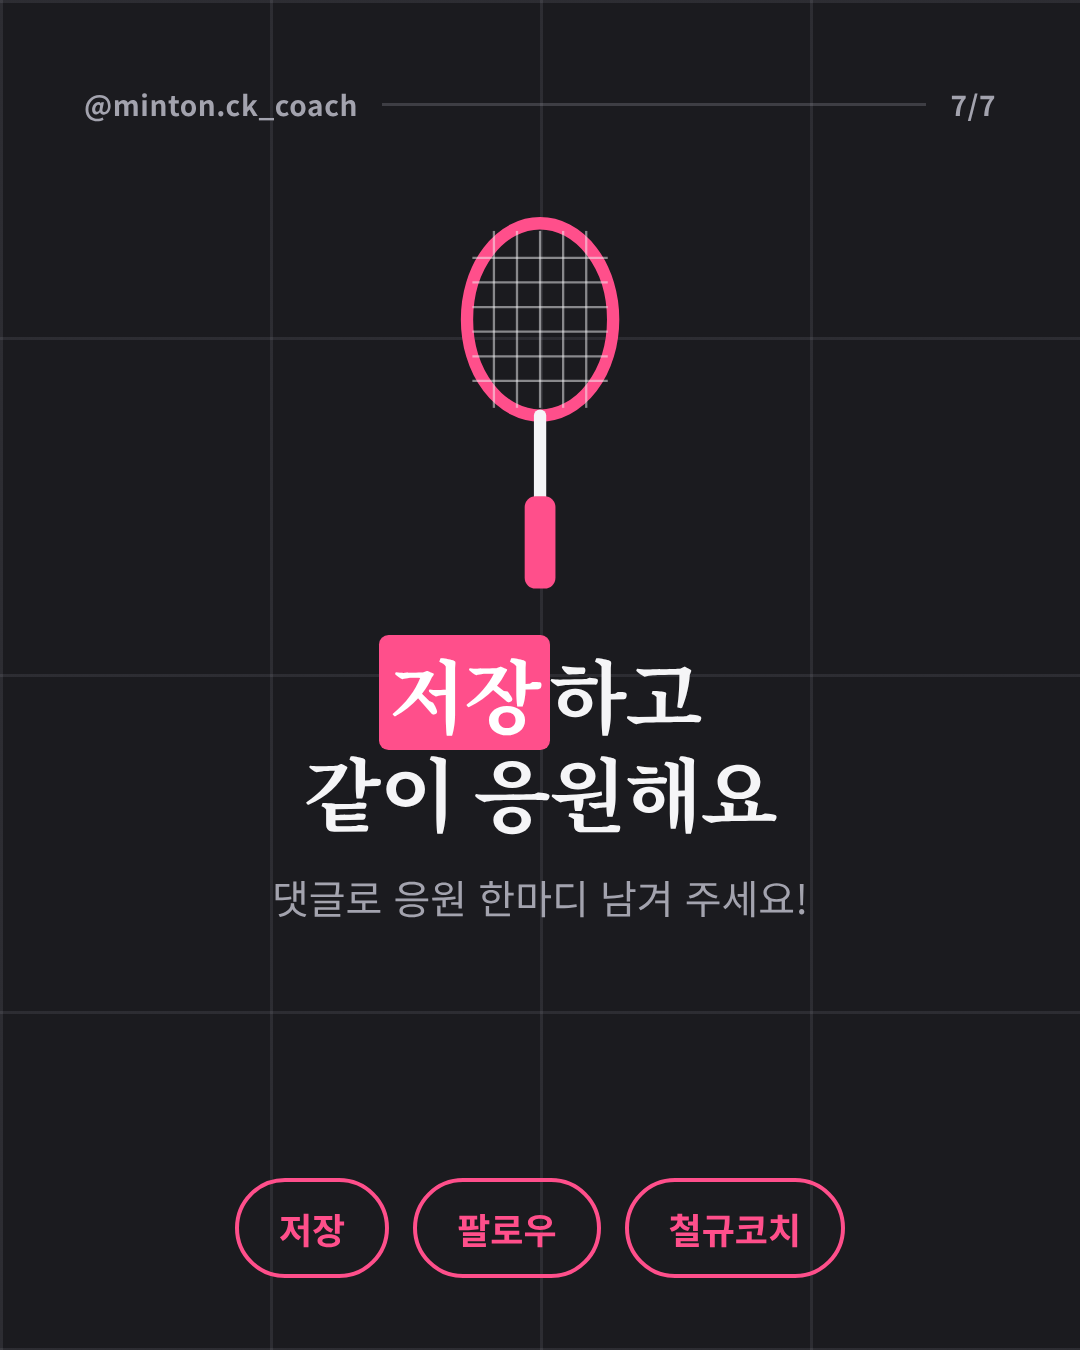 @minton.ck_coach 7/7
저장하고
같이 응원해요
댓글로 응원 한마디 남겨 주세요!
저장 팔로우 철규코치